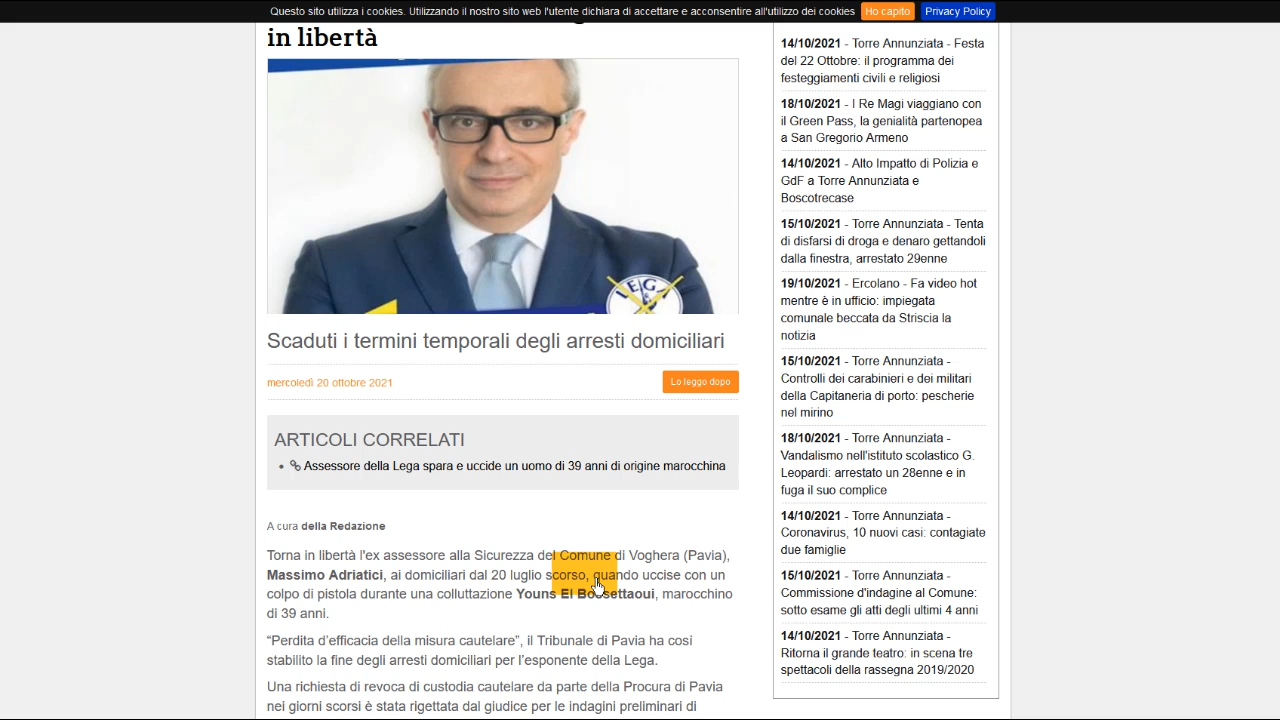 Questo sito utilizza i cookies. Utilizzando il nostro sito web l'utente dichiara di accettare e acconsentire all'utilizzo dei cookies Ho capito Privacy Policy
in libertà
LEGA
Scaduti i termini temporali degli arresti domiciliari
mercoledì 20 ottobre 2021
Lo leggo dopo
ARTICOLI CORRELATI
• Assessore della Lega spara e uccide un uomo di 39 anni di origine marocchina
A cura della Redazione
Torna in libertà l'ex assessore alla Sicurezza del Comune di Voghera (Pavia),
Massimo Adriatici, ai domiciliari dal 20 luglio scorso, quando uccise con un
colpo di pistola durante una colluttazione Youns El Bossettaoui, marocchino
di 39 anni.
“Perdita d’efficacia della misura cautelare”, il Tribunale di Pavia ha così
stabilito la fine degli arresti domiciliari per l’esponente della Lega.
Una richiesta di revoca di custodia cautelare da parte della Procura di Pavia
nei giorni scorsi è stata rigettata dal giudice per le indagini preliminari di
14/10/2021 - Torre Annunziata - Festa
del 22 Ottobre: il programma dei
festeggiamenti civili e religiosi
18/10/2021 - I Re Magi viaggiano con
il Green Pass, la genialità partenopea
a San Gregorio Armeno
14/10/2021 - Alto Impatto di Polizia e
GdF a Torre Annunziata e
Boscotrecase
15/10/2021 - Torre Annunziata - Tenta
di disfarsi di droga e denaro gettandoli
dalla finestra, arrestato 29enne
19/10/2021 - Ercolano - Fa video hot
mentre è in ufficio: impiegata
comunale beccata da Striscia la
notizia
15/10/2021 - Torre Annunziata -
Controlli dei carabinieri e dei militari
della Capitaneria di porto: pescherie
nel mirino
18/10/2021 - Torre Annunziata -
Vandalismo nell'istituto scolastico G.
Leopardi: arrestato un 28enne e in
fuga il suo complice
14/10/2021 - Torre Annunziata -
Coronavirus, 10 nuovi casi: contagiate
due famiglie
15/10/2021 - Torre Annunziata -
Commissione d'indagine al Comune:
sotto esame gli atti degli ultimi 4 anni
14/10/2021 - Torre Annunziata -
Ritorna il grande teatro: in scena tre
spettacoli della rassegna 2019/2020